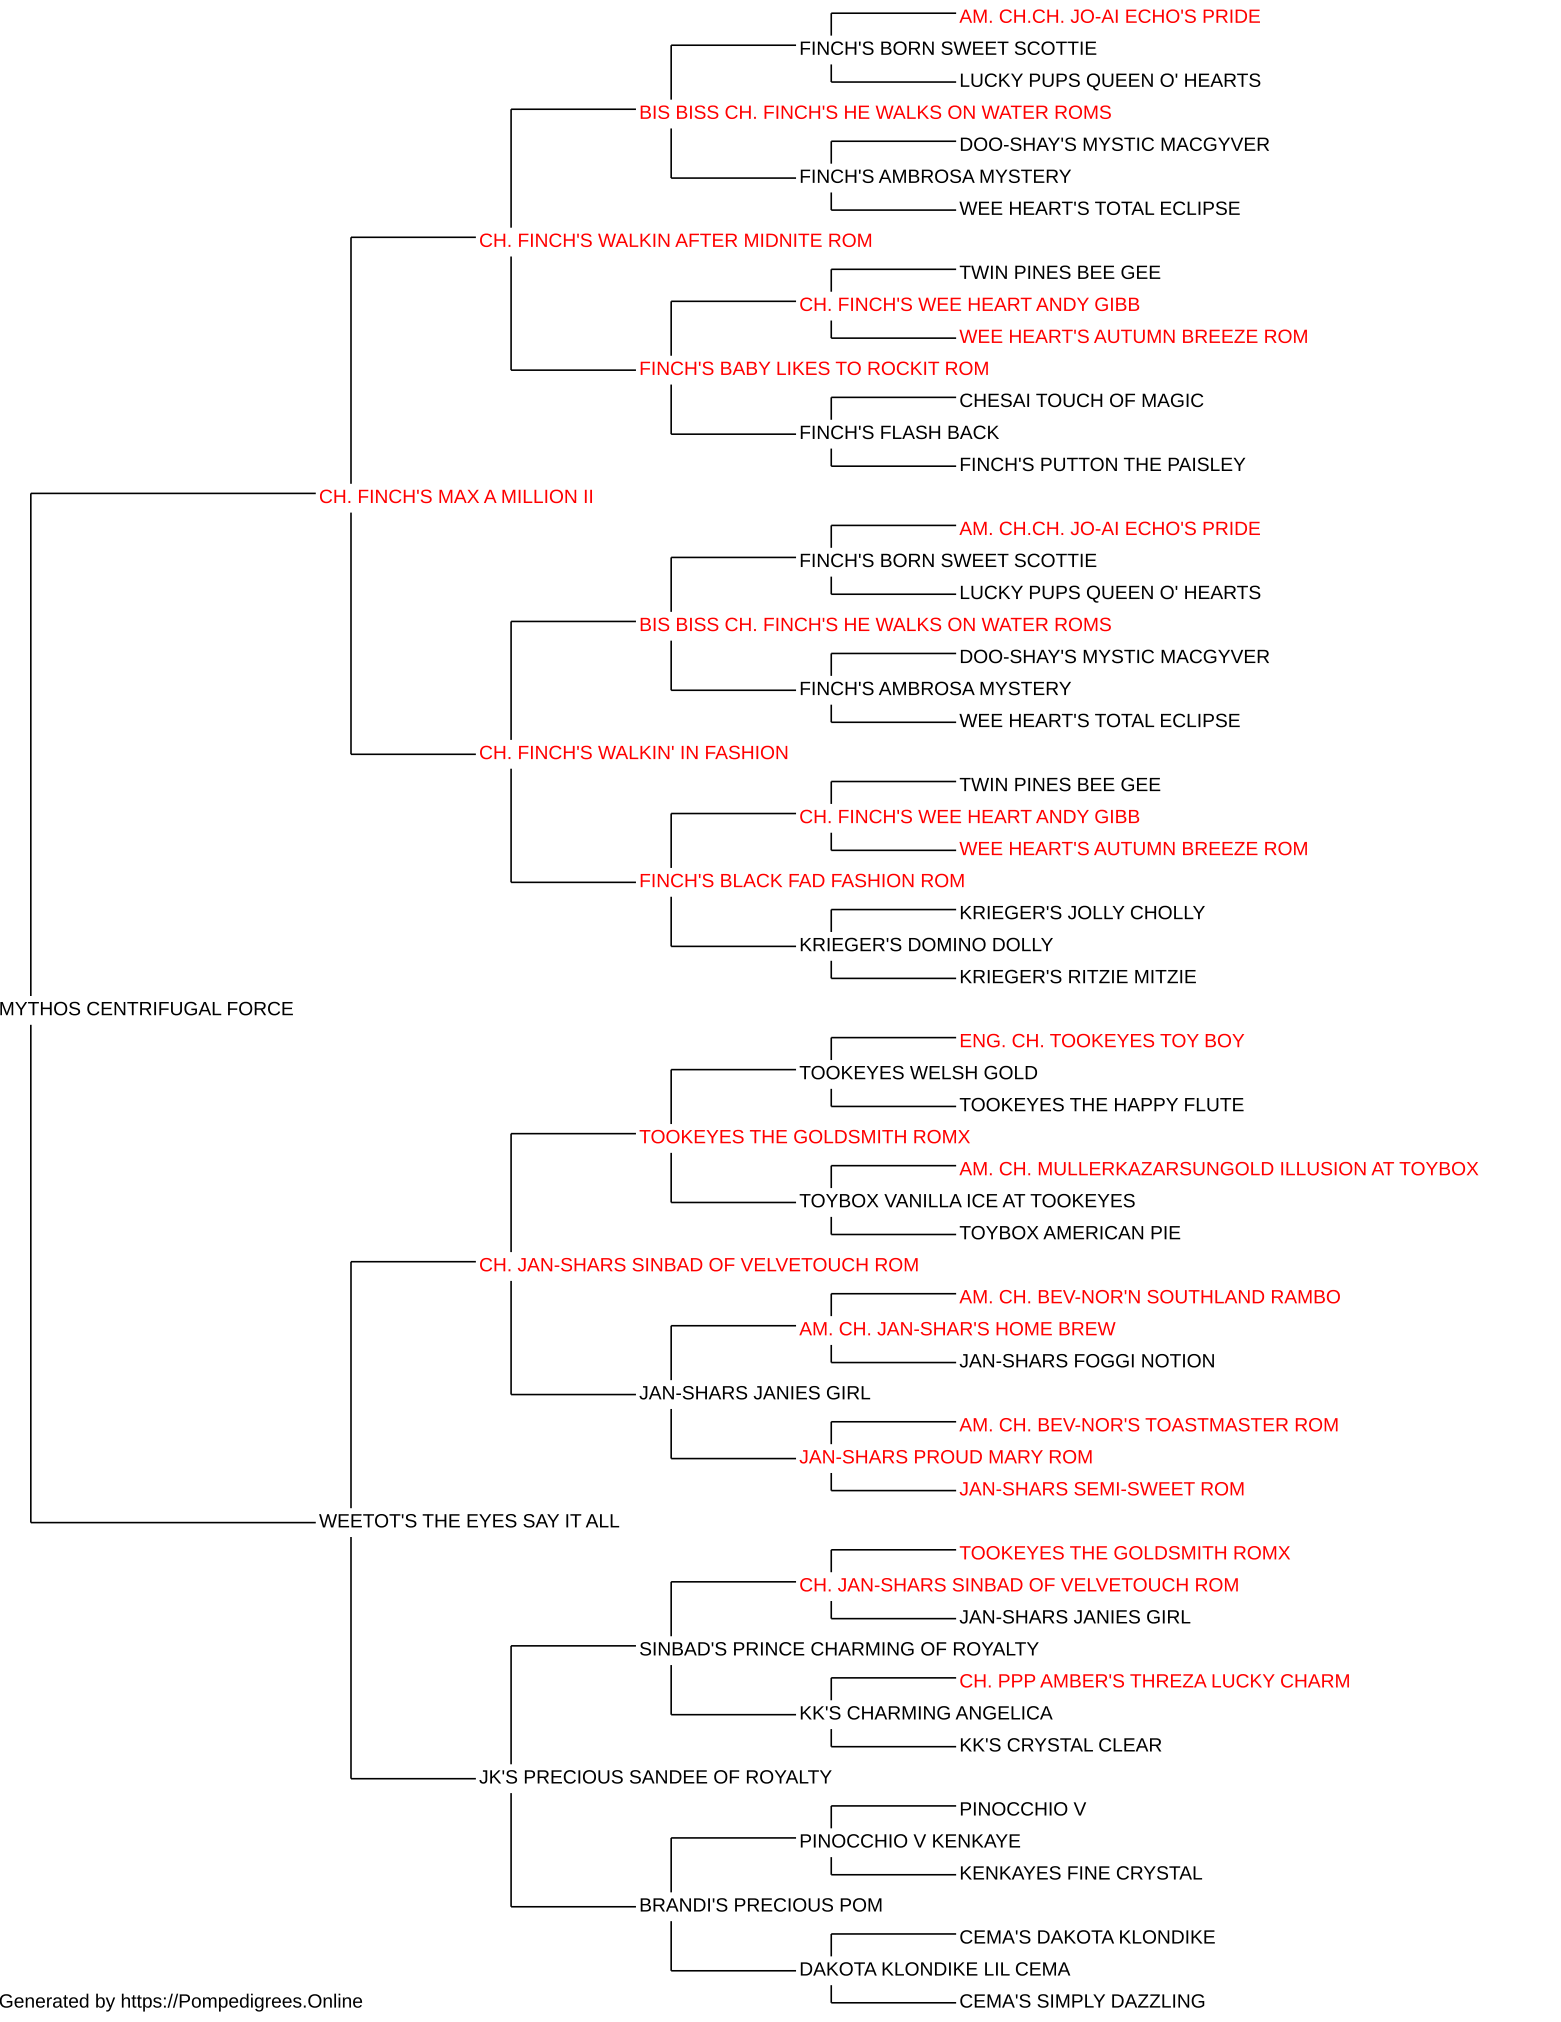 AM. CH.CH. JO-AI ECHO'S PRIDE
FINCH'S BORN SWEET SCOTTIE
LUCKY PUPS QUEEN O' HEARTS
BIS BISS CH. FINCH'S HE WALKS ON WATER ROMS
DOO-SHAY'S MYSTIC MACGYVER
FINCH'S AMBROSA MYSTERY
WEE HEART'S TOTAL ECLIPSE
CH. FINCH'S WALKIN AFTER MIDNITE ROM
TWIN PINES BEE GEE
CH. FINCH'S WEE HEART ANDY GIBB
WEE HEART'S AUTUMN BREEZE ROM
FINCH'S BABY LIKES TO ROCKIT ROM
CHESAI TOUCH OF MAGIC
FINCH'S FLASH BACK
FINCH'S PUTTON THE PAISLEY
CH. FINCH'S MAX A MILLION II
AM. CH.CH. JO-AI ECHO'S PRIDE
FINCH'S BORN SWEET SCOTTIE
LUCKY PUPS QUEEN O' HEARTS
BIS BISS CH. FINCH'S HE WALKS ON WATER ROMS
DOO-SHAY'S MYSTIC MACGYVER
FINCH'S AMBROSA MYSTERY
WEE HEART'S TOTAL ECLIPSE
CH. FINCH'S WALKIN' IN FASHION
TWIN PINES BEE GEE
CH. FINCH'S WEE HEART ANDY GIBB
WEE HEART'S AUTUMN BREEZE ROM
FINCH'S BLACK FAD FASHION ROM
KRIEGER'S JOLLY CHOLLY
KRIEGER'S DOMINO DOLLY
KRIEGER'S RITZIE MITZIE
MYTHOS CENTRIFUGAL FORCE
ENG. CH. TOOKEYES TOY BOY
TOOKEYES WELSH GOLD
TOOKEYES THE HAPPY FLUTE
TOOKEYES THE GOLDSMITH ROMX
AM. CH. MULLERKAZARSUNGOLD ILLUSION AT TOYBOX
TOYBOX VANILLA ICE AT TOOKEYES
TOYBOX AMERICAN PIE
CH. JAN-SHARS SINBAD OF VELVETOUCH ROM
AM. CH. BEV-NOR'N SOUTHLAND RAMBO
AM. CH. JAN-SHAR'S HOME BREW
JAN-SHARS FOGGI NOTION
JAN-SHARS JANIES GIRL
AM. CH. BEV-NOR'S TOASTMASTER ROM
JAN-SHARS PROUD MARY ROM
JAN-SHARS SEMI-SWEET ROM
WEETOT'S THE EYES SAY IT ALL
TOOKEYES THE GOLDSMITH ROMX
CH. JAN-SHARS SINBAD OF VELVETOUCH ROM
JAN-SHARS JANIES GIRL
SINBAD'S PRINCE CHARMING OF ROYALTY
CH. PPP AMBER'S THREZA LUCKY CHARM
KK'S CHARMING ANGELICA
KK'S CRYSTAL CLEAR
JK'S PRECIOUS SANDEE OF ROYALTY
PINOCCHIO V
PINOCCHIO V KENKAYE
KENKAYES FINE CRYSTAL
BRANDI'S PRECIOUS POM
CEMA'S DAKOTA KLONDIKE
DAKOTA KLONDIKE LIL CEMA
CEMA'S SIMPLY DAZZLING
Generated by https://Pompedigrees.Online